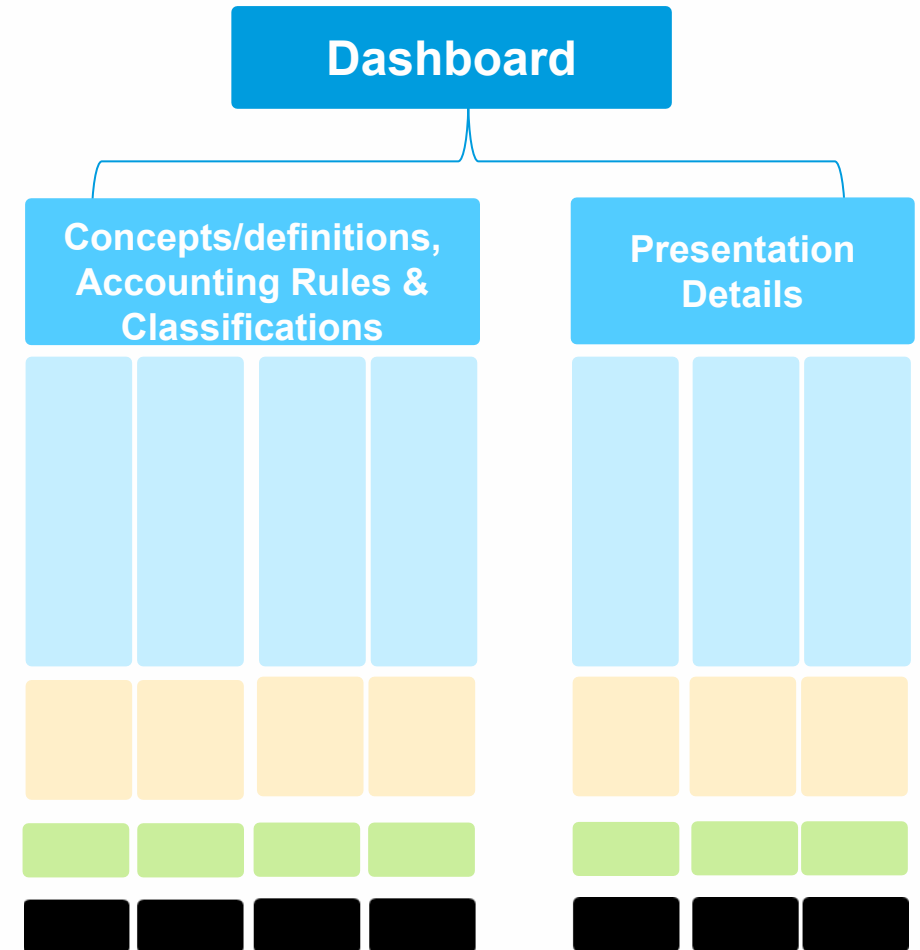 Dashboard
Concepts/definitions,
Accounting Rules &
Classifications
Presentation
Details